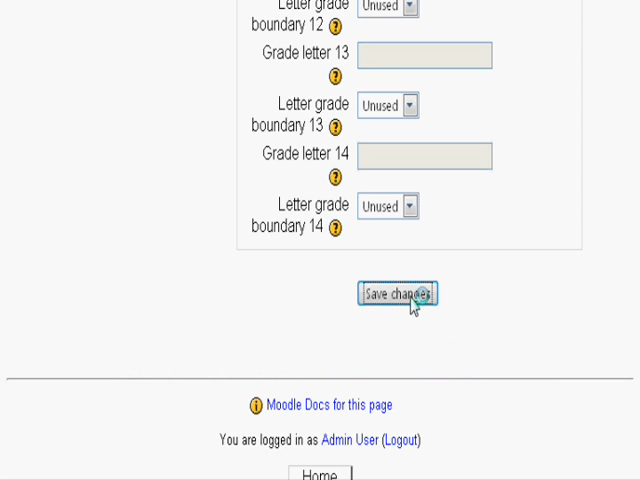 Letter grade
boundary 12
Unused
Grade letter 13
Letter grade
boundary 13
Unused
Grade letter 14
Letter grade
boundary 14
Unused
Save changes
Moodle Docs for this page
You are logged in as Admin User (Logout)
Home